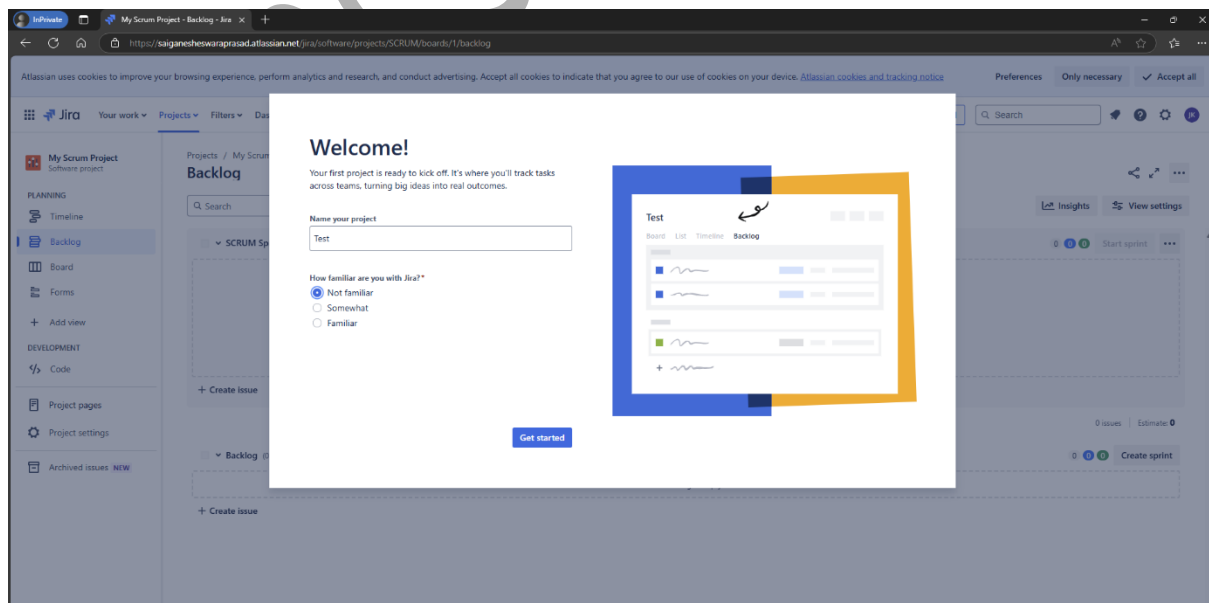 InPrivate
My Scrum Project - Backlog - Jira
https://saiganesheswaraprasad.atlassian.net/jira/software/projects/SCRUM/boards/1/backlog
Atlassian uses cookies to improve your browsing experience, perform analytics and research, and conduct advertising. Accept all cookies to indicate that you agree to our use of cookies on your device. Atlassian cookies and tracking notice
Preferences Only necessary Accept all
Jira Your work Projects Filters Das
Search
JK
My Scrum Project
Software project
PLANNING
Timeline
Backlog
Board
Forms
+ Add view
DEVELOPMENT
Code
Project pages
Project settings
Archived issues NEW
Projects / My Scrum
Backlog
Search
Insights View settings
SCRUM Sp
0 0 0 Start sprint
+ Create issue
0 issues Estimate: 0
Backlog
0 0 0 Create sprint
+ Create issue
Welcome!
Your first project is ready to kick off. It's where you'll track tasks
across teams, turning big ideas into real outcomes.
Name your project
Test
How familiar are you with Jira?*
Not familiar
Somewhat
Familiar
Get started
Test
Board List Timeline Backlog